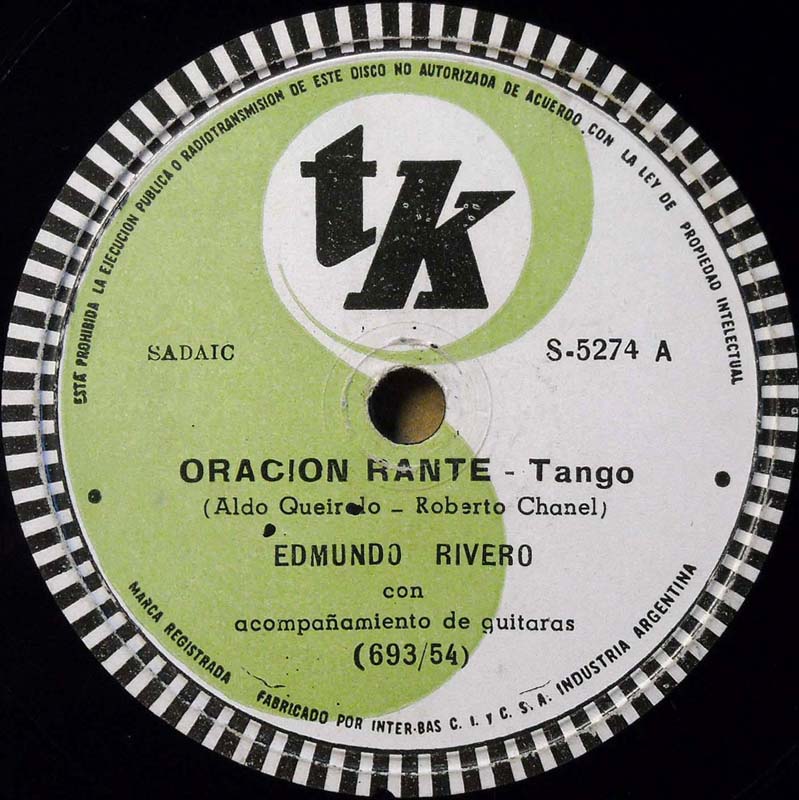 ESTA PROHIBIDA LA EJECUCION PUBLICA O RADIOTRANSMISION DE ESTE DISCO NO AUTORIZADA DE ACUERDO CON LA LEY DE PROPIEDAD INTELECTUAL
tk
SADAIC
S-5274 A
ORACION RANTE - Tango
(Aldo Queirolo - Roberto Chanel)
EDMUNDO RIVERO
con
acompañamiento de guitaras
(693/54)
MARCA REGISTRADA
FABRICADO POR INTER-BAS C. I. y C. S. A. INDUSTRIA ARGENTINA